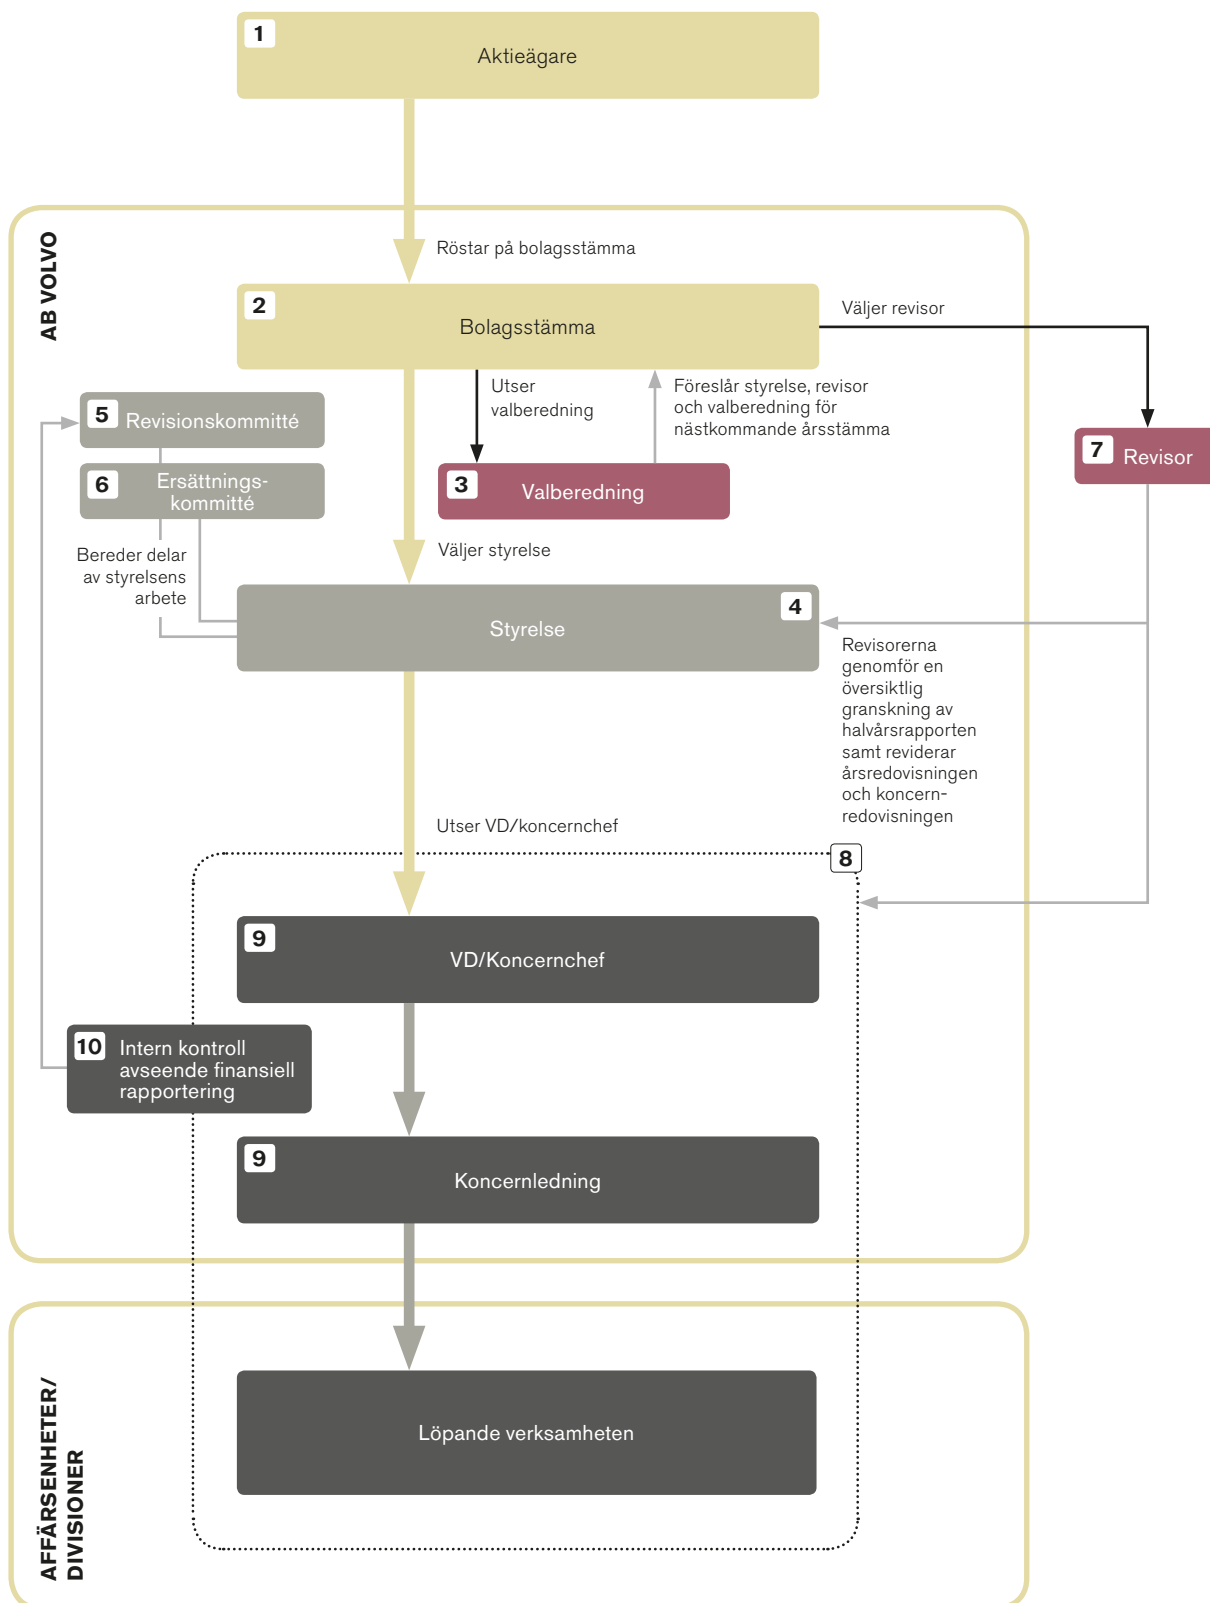 1
Aktieägare
AB VOLVO
Röstar på bolagsstämma
2
Bolagsstämma
Väljer revisor
Utser
valberedning
Föreslår styrelse, revisor
och valberedning för
nästkommande årsstämma
5
Revisionskommitté
6
Ersättnings-
kommitté
3
Valberedning
7
Revisor
Bereder delar
av styrelsens
arbete
Väljer styrelse
4
Styrelse
Revisorerna
genomför en
översiktlig
granskning av
halvårsrapporten
samt reviderar
årsredovisningen
och koncern-
redovisningen
Utser VD/koncernchef
8
9
VD/Koncernchef
10
Intern kontroll
avseende finansiell
rapportering
9
Koncernledning
AFFÄRSENHETER/
DIVISIONER
Löpande verksamheten